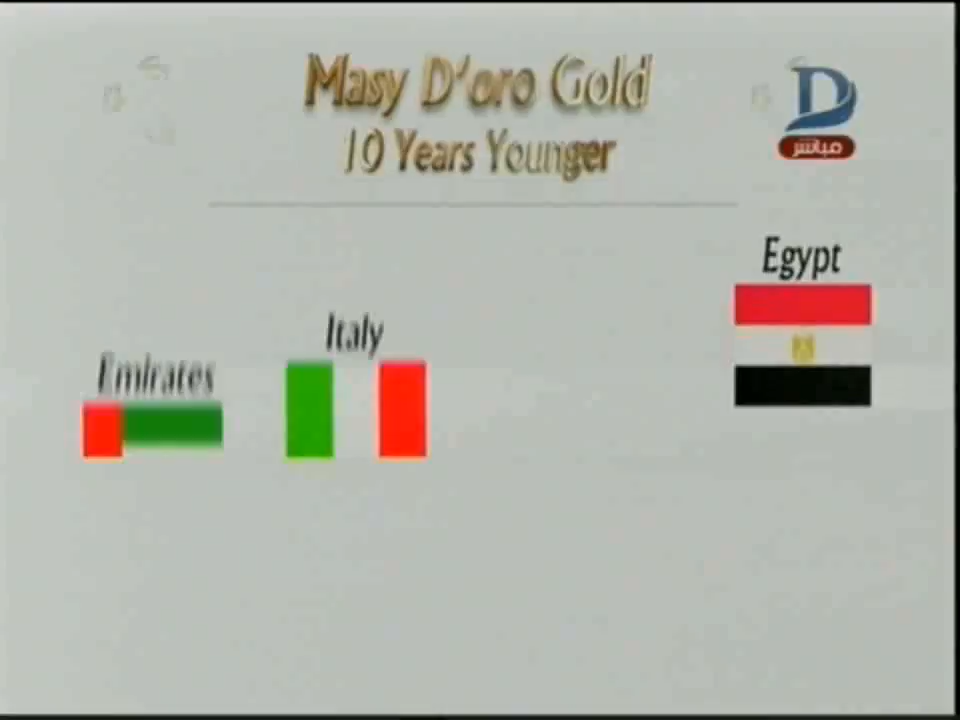 Masy D'oro Gold
10 Years Younger
D
مباشر
Egypt
Italy
Emirates